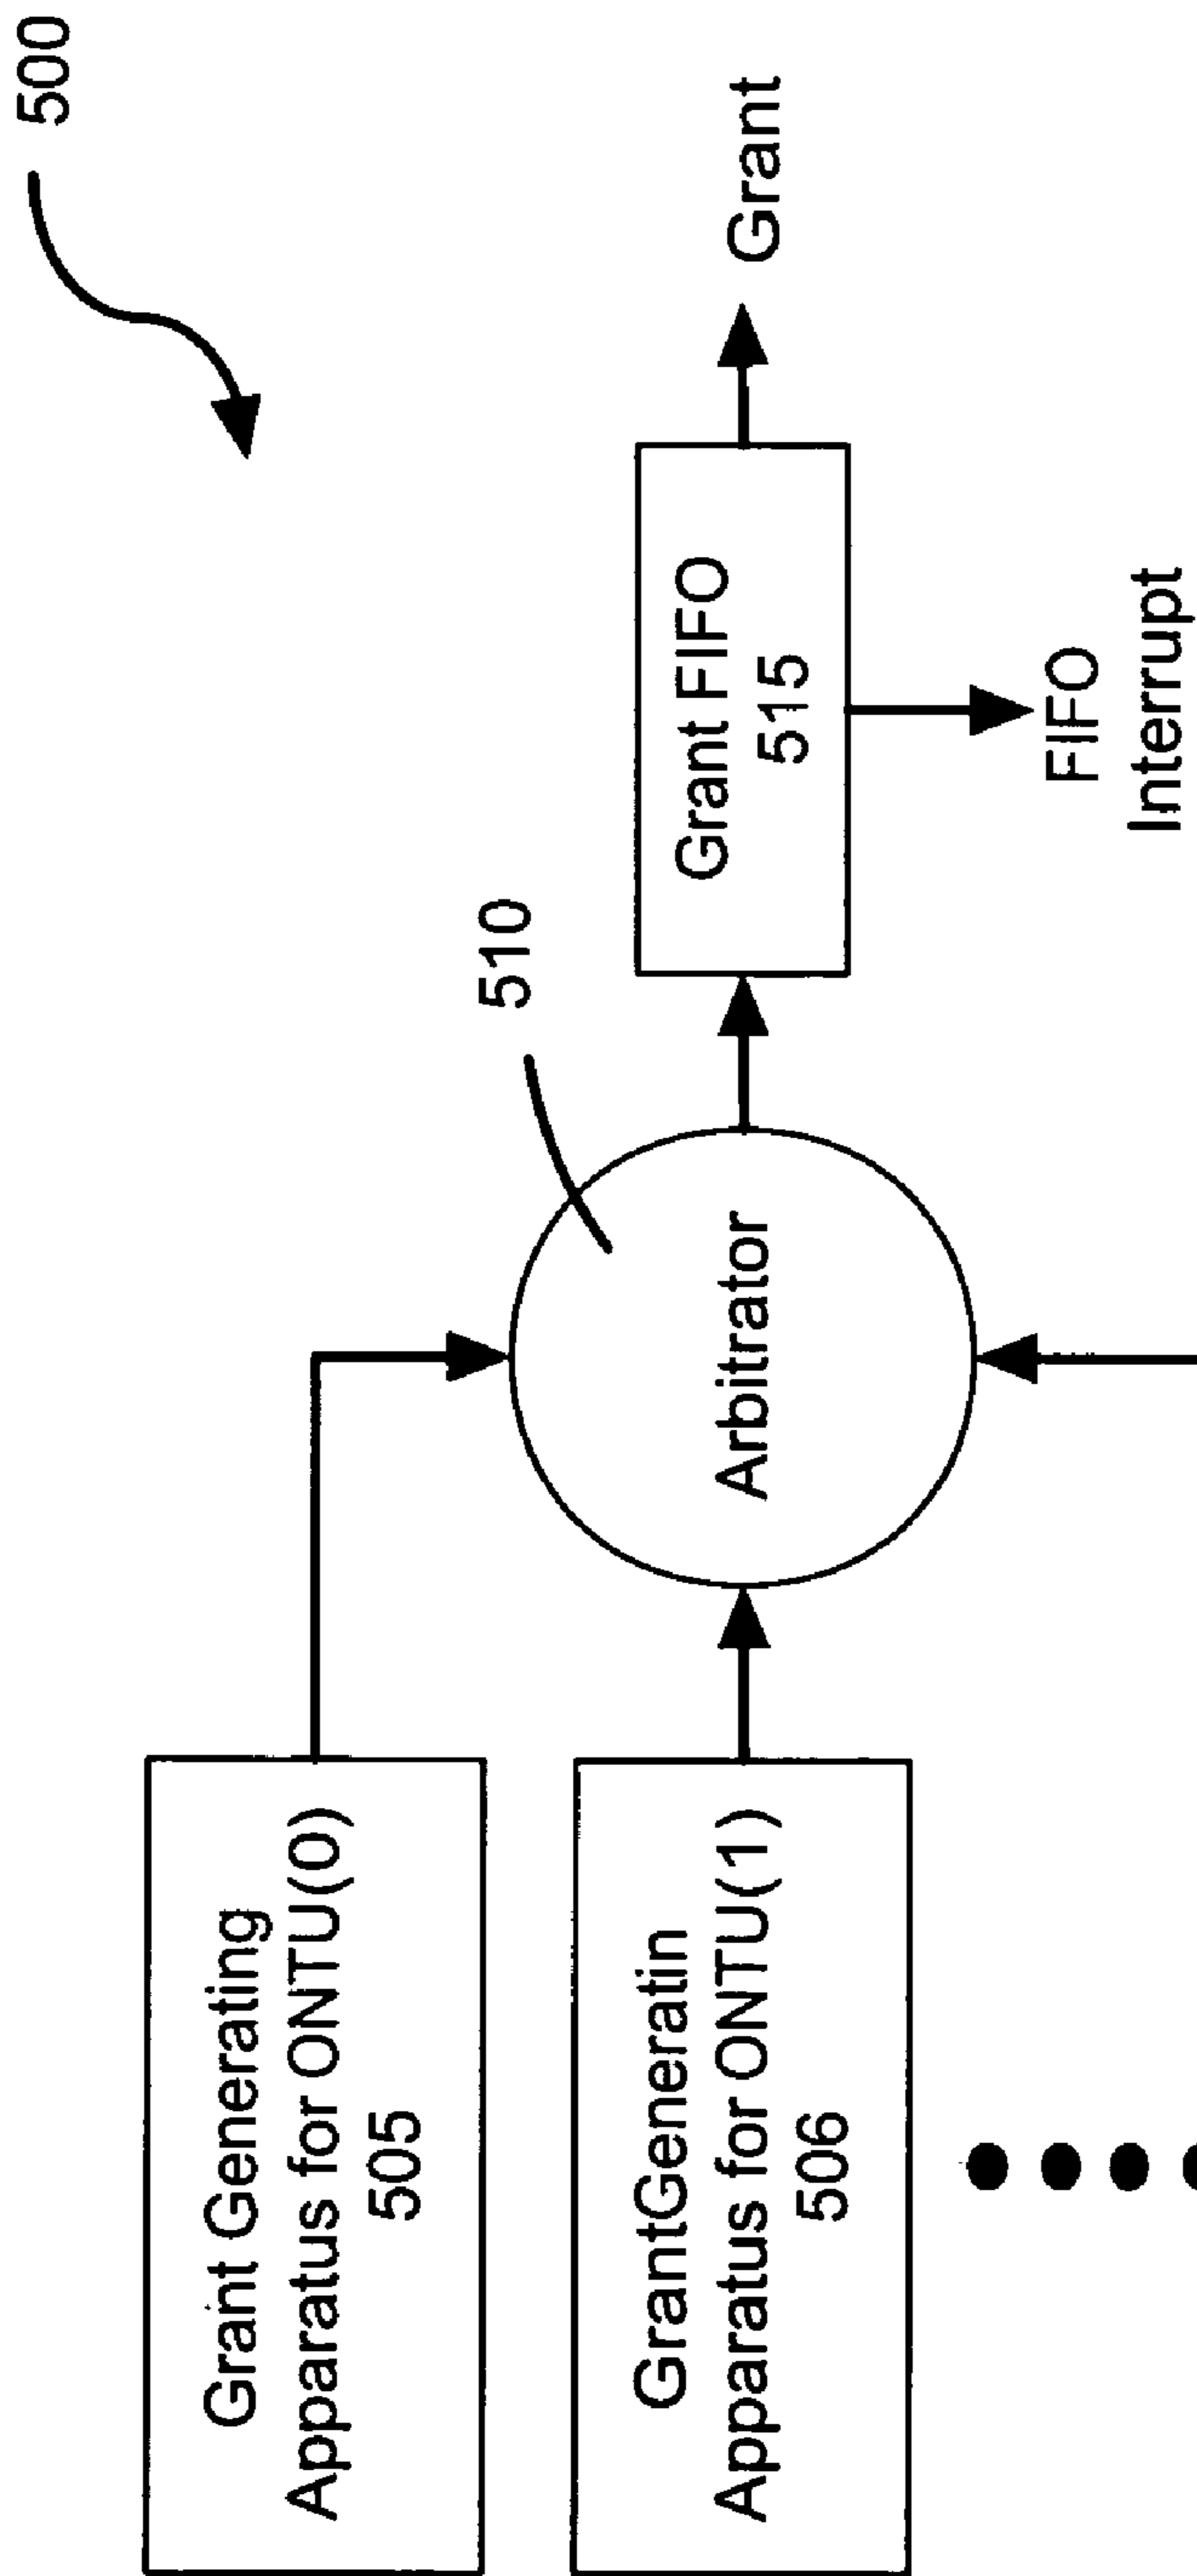 500
Grant Generating
Apparatus for ONTU(0)
505
510
Arbitrator
Grant FIFO
515
Grant
FIFO
Interrupt
GrantGeneratin
Apparatus for ONTU(1)
506